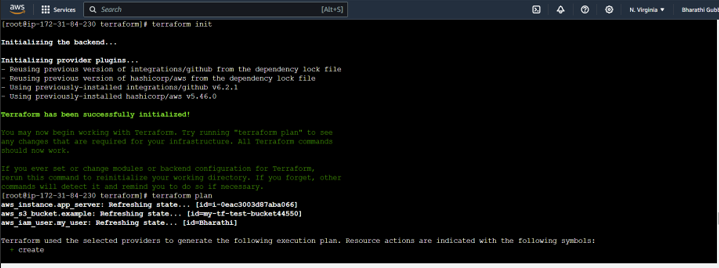 aws
Services
Search
[Alt+S]
N. Virginia
Bharathi Gubb
[root@ip-172-31-84-230 terraform]# terraform init
Initializing the backend...
Initializing provider plugins...
- Reusing previous version of integrations/github from the dependency lock file
- Reusing previous version of hashicorp/aws from the dependency lock file
- Using previously-installed integrations/github v6.2.1
- Using previously-installed hashicorp/aws v5.46.0
Terraform has been successfully initialized!
You may now begin working with Terraform. Try running "terraform plan" to see
any changes that are required for your infrastructure. All Terraform commands
should now work.
If you ever set or change modules or backend configuration for Terraform,
rerun this command to reinitialize your working directory. If you forget, other
commands will detect it and remind you to do so if necessary.
[root@ip-172-31-84-230 terraform]# terraform plan
aws_instance.app_server: Refreshing state... [id=i-0eac3003d87aba066]
aws_s3_bucket.example: Refreshing state... [id=my-tf-test-bucket44550]
aws_iam_user.my_user: Refreshing state... [id=Bharathi]
Terraform used the selected providers to generate the following execution plan. Resource actions are indicated with the following symbols:
+ create